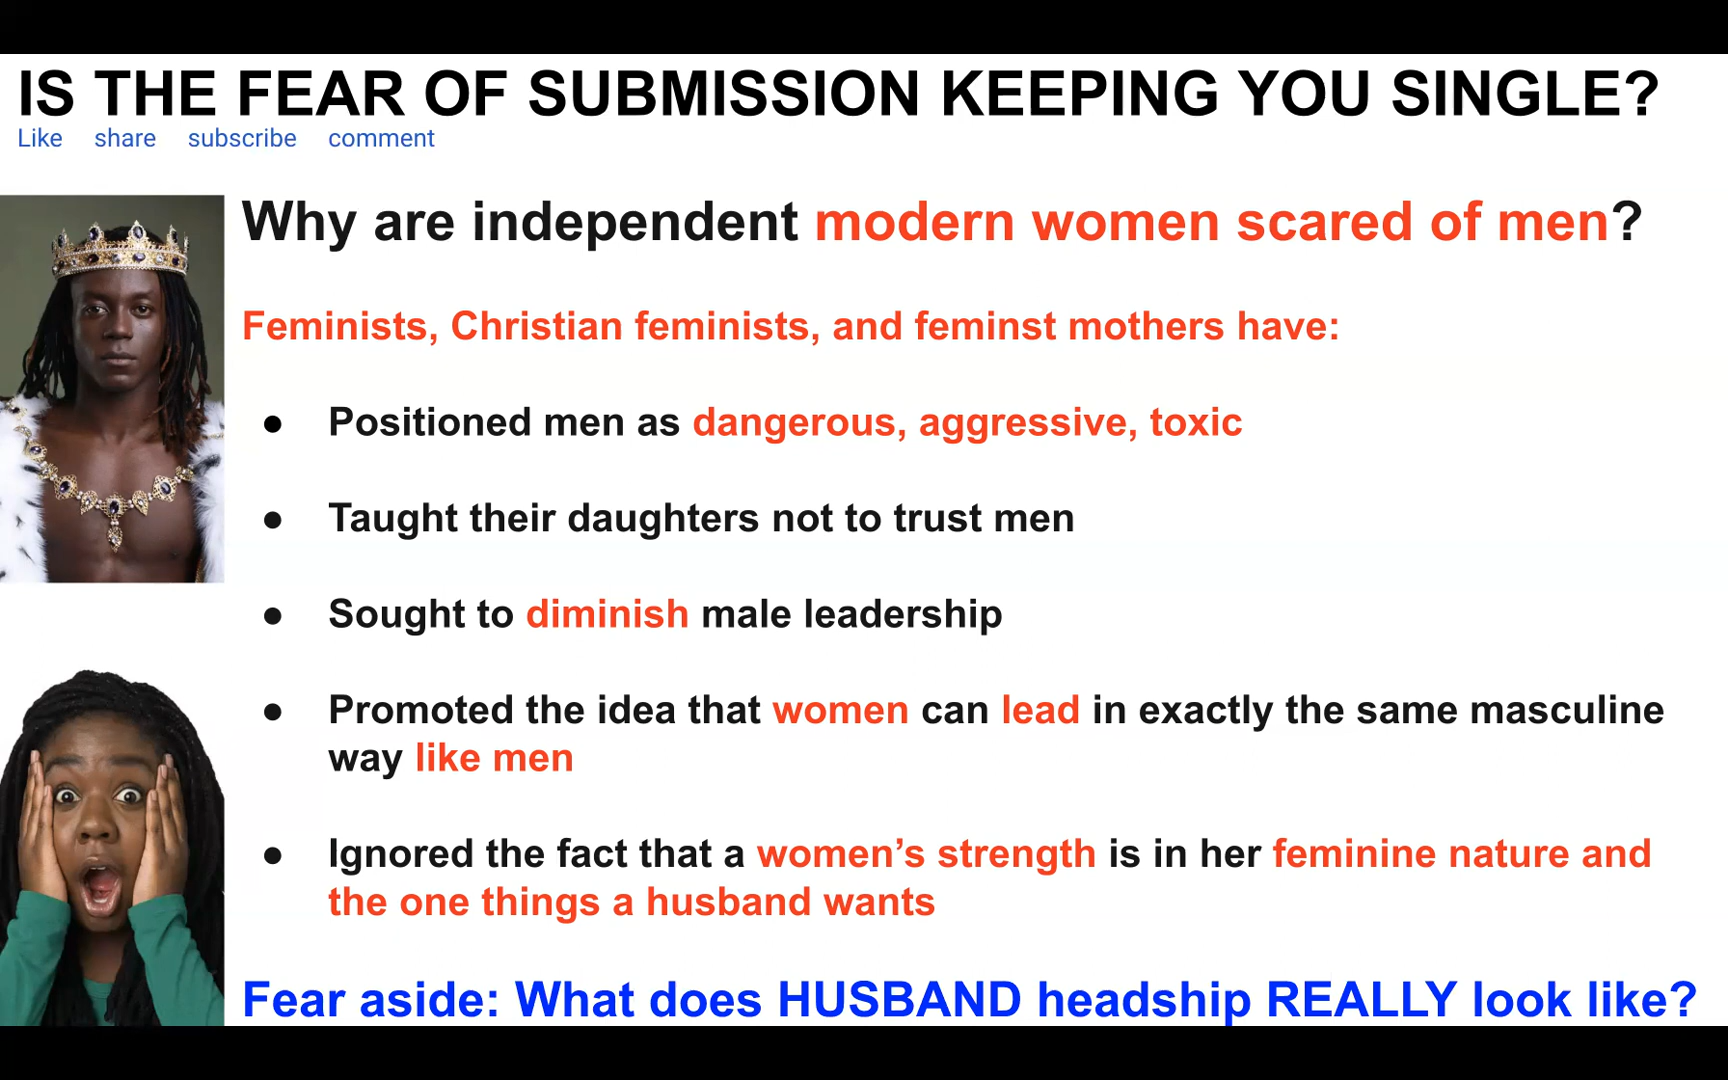 IS THE FEAR OF SUBMISSION KEEPING YOU SINGLE?
Like share subscribe comment
Why are independent modern women scared of men?
Feminists, Christian feminists, and feminst mothers have:
● Positioned men as dangerous, aggressive, toxic
● Taught their daughters not to trust men
● Sought to diminish male leadership
● Promoted the idea that women can lead in exactly the same masculine
way like men
● Ignored the fact that a women’s strength is in her feminine nature and
the one things a husband wants
Fear aside: What does HUSBAND headship REALLY look like?